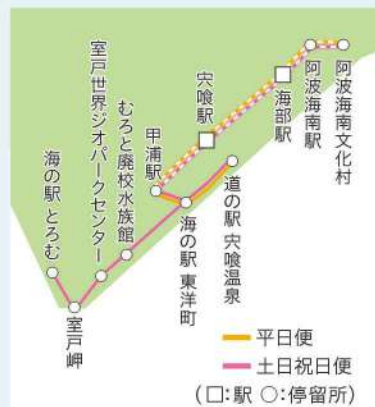 阿波海南文化村
阿波海南駅
海部駅
宍喰駅
甲浦駅
むろと廃校水族館
室戸世界ジオパークセンター
海の駅 とろむ
道の駅 宍喰温泉
海の駅 東洋町
室戸岬
平日便
土日祝日便
(□:駅 ○:停留所)